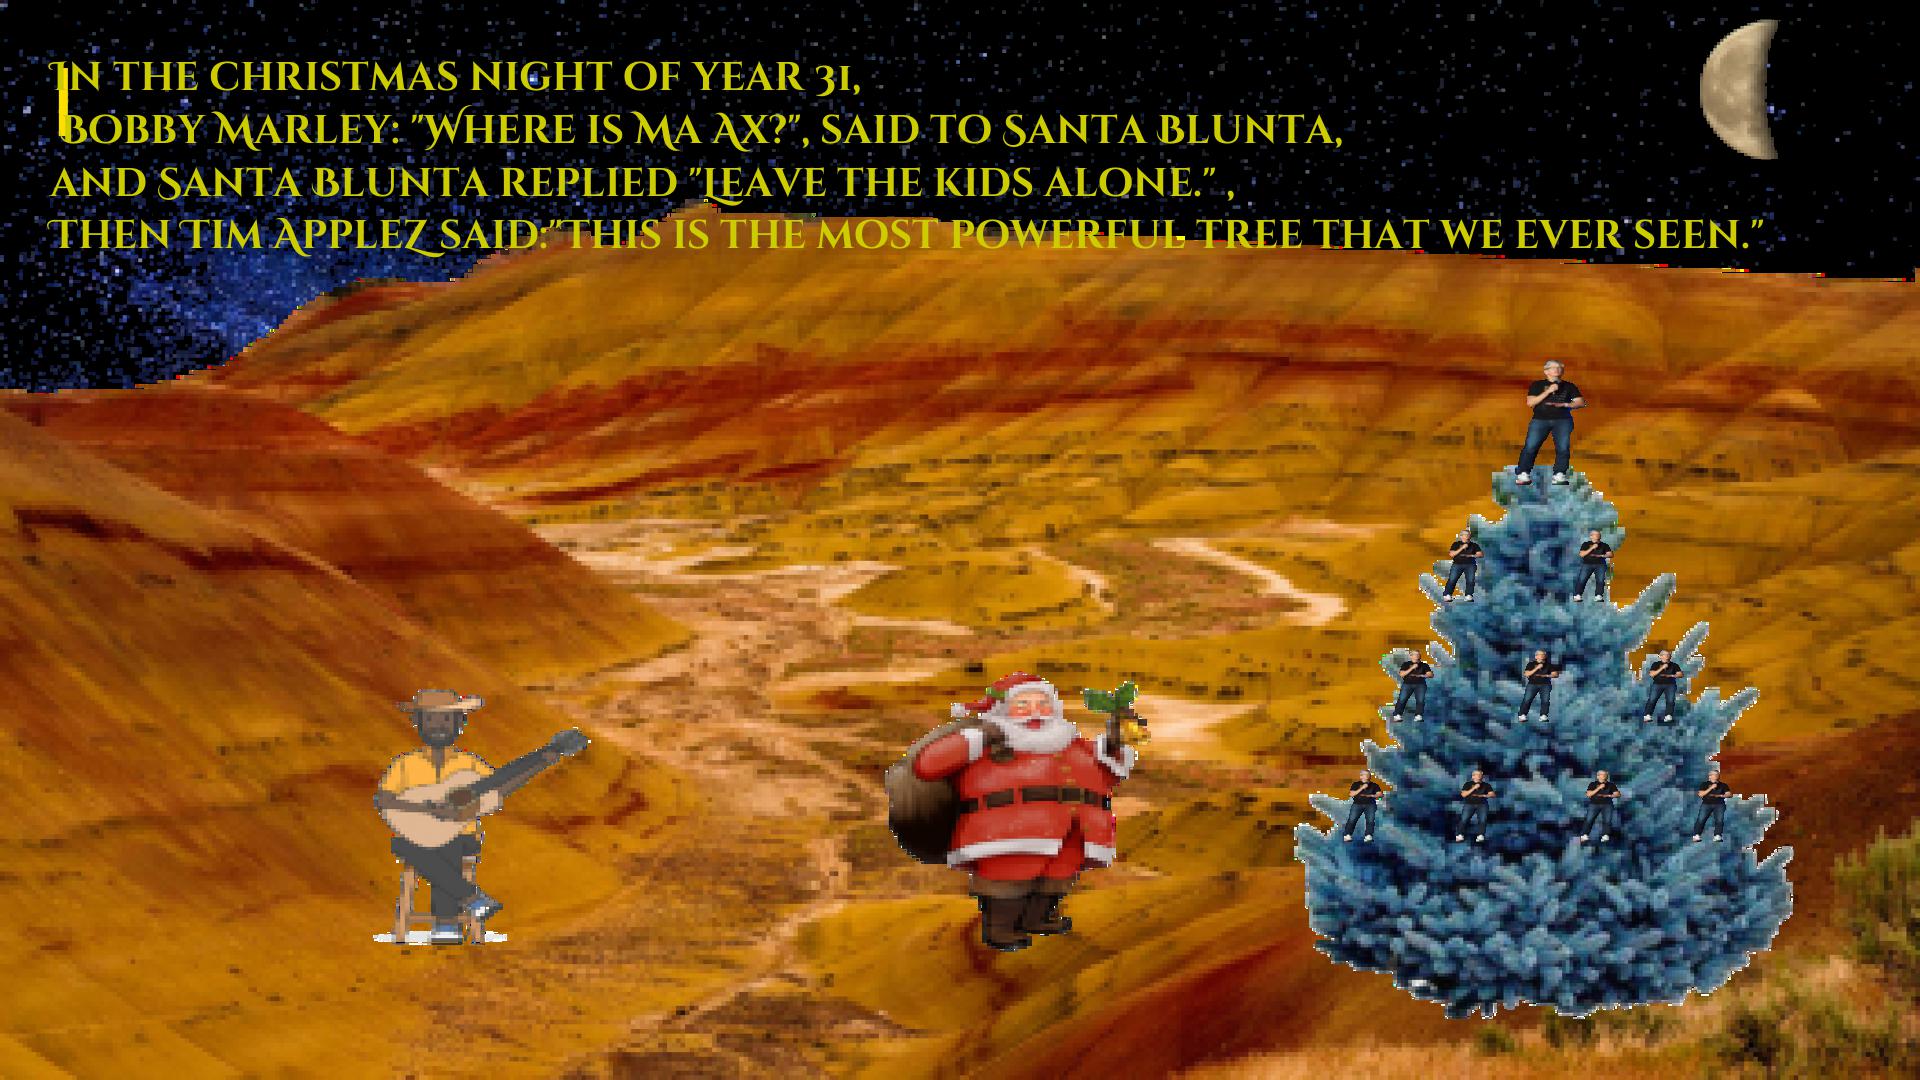 In the Christmas night of year 31,
Bobby Marley: "Where is Ma Ax?", said to Santa Blunta,
and Santa Blunta replied "Leave the kids alone." ,
Then Tim Applez said:"This is the most powerful tree that we ever seen."